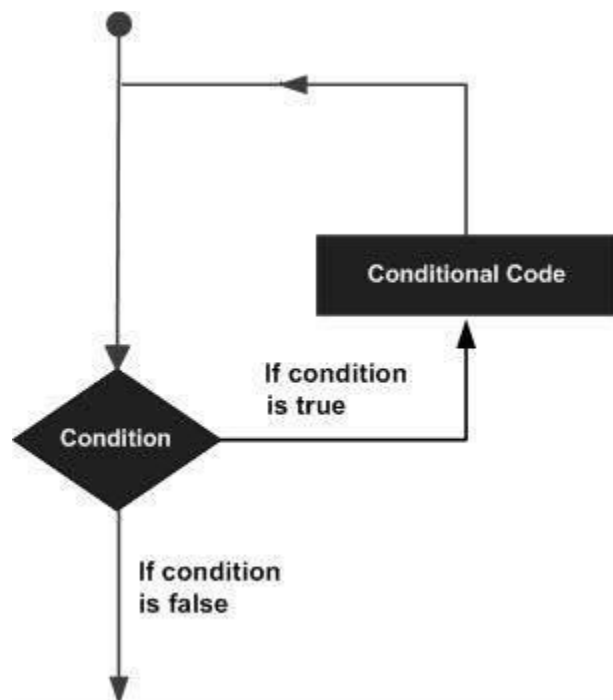 Conditional Code
If condition
is true
Condition
If condition
is false